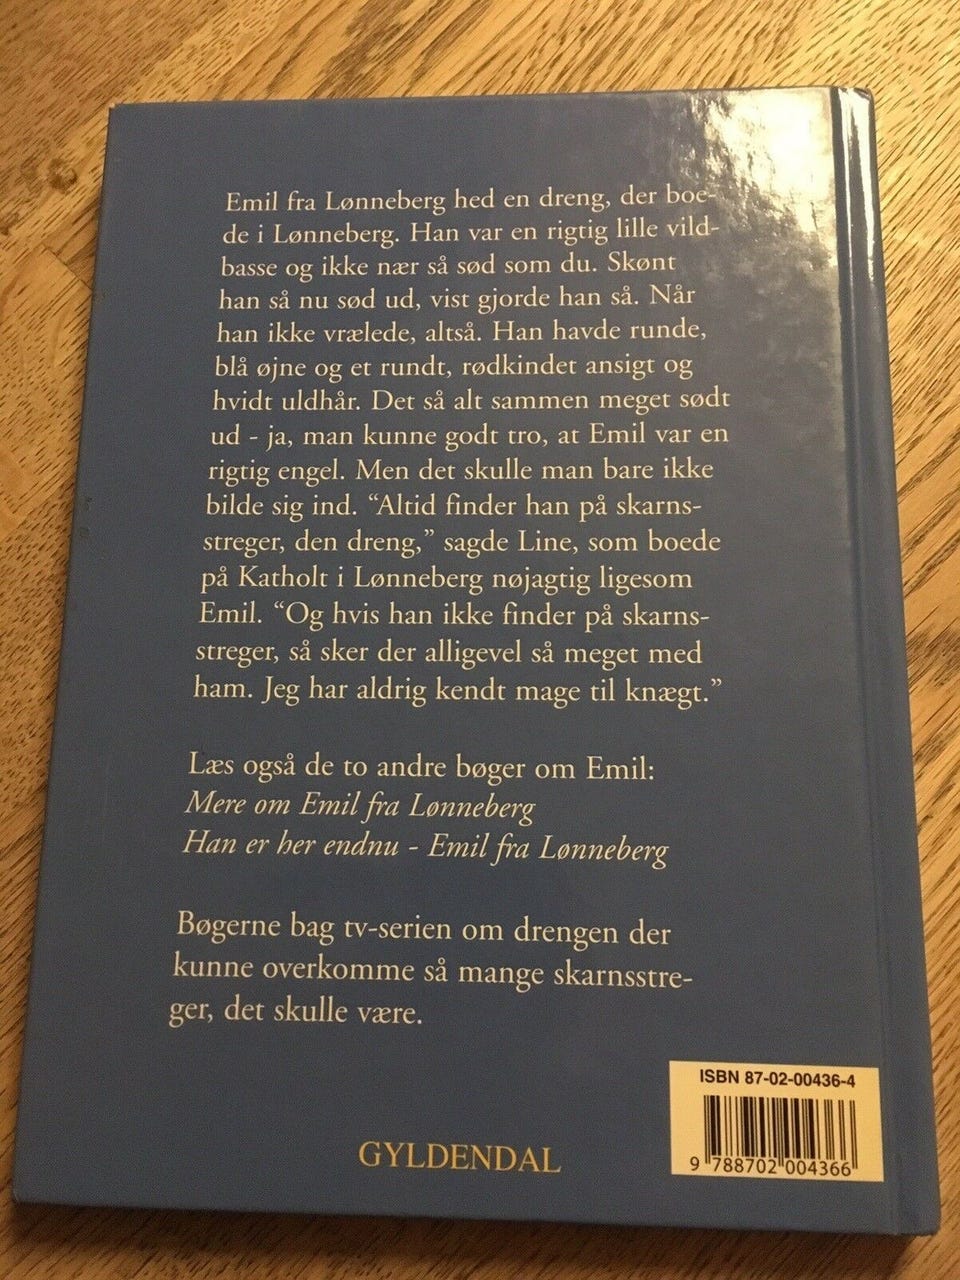 Emil fra Lønneberg hed en dreng, der boe-
de i Lønneberg. Han var en rigtig lille vild-
basse og ikke nær så sød som du. Skønt
han så nu sød ud, vist gjorde han så. Når
han ikke vrælede, altså. Han havde runde,
blå øjne og et rundt, rødkindet ansigt og
hvidt uldhår. Det så alt sammen meget sødt
ud - ja, man kunne godt tro, at Emil var en
rigtig engel. Men det skulle man bare ikke
bilde sig ind. “Altid finder han på skarns-
streger, den dreng,” sagde Line, som boede
på Katholt i Lønneberg nøjagtig ligesom
Emil. “Og hvis han ikke finder på skarns-
streger, så sker der alligevel så meget med
ham. Jeg har aldrig kendt mage til knægt.”
Læs også de to andre bøger om Emil:
Mere om Emil fra Lønneberg
Han er her endnu - Emil fra Lønneberg
Bøgerne bag tv-serien om drengen der
kunne overkomme så mange skarnsstre-
ger, det skulle være.
ISBN 87-02-00436-4
9 788702 004366
GYLDENDAL